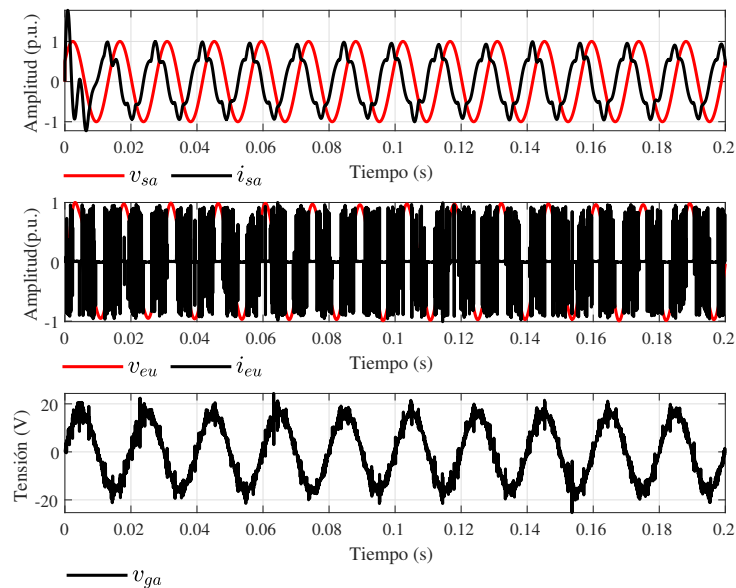 Amplitud (p.u.)
1
0
-1
0 0.02 0.04 0.06 0.08 0.1 0.12 0.14 0.16 0.18 0.2
Tiempo (s)
v_sa i_sa
Amplitud(p.u.)
1
0
-1
0 0.02 0.04 0.06 0.08 0.1 0.12 0.14 0.16 0.18 0.2
Tiempo (s)
v_eu i_eu
Tensión (V)
20
0
-20
0 0.02 0.04 0.06 0.08 0.1 0.12 0.14 0.16 0.18 0.2
Tiempo (s)
v_ga